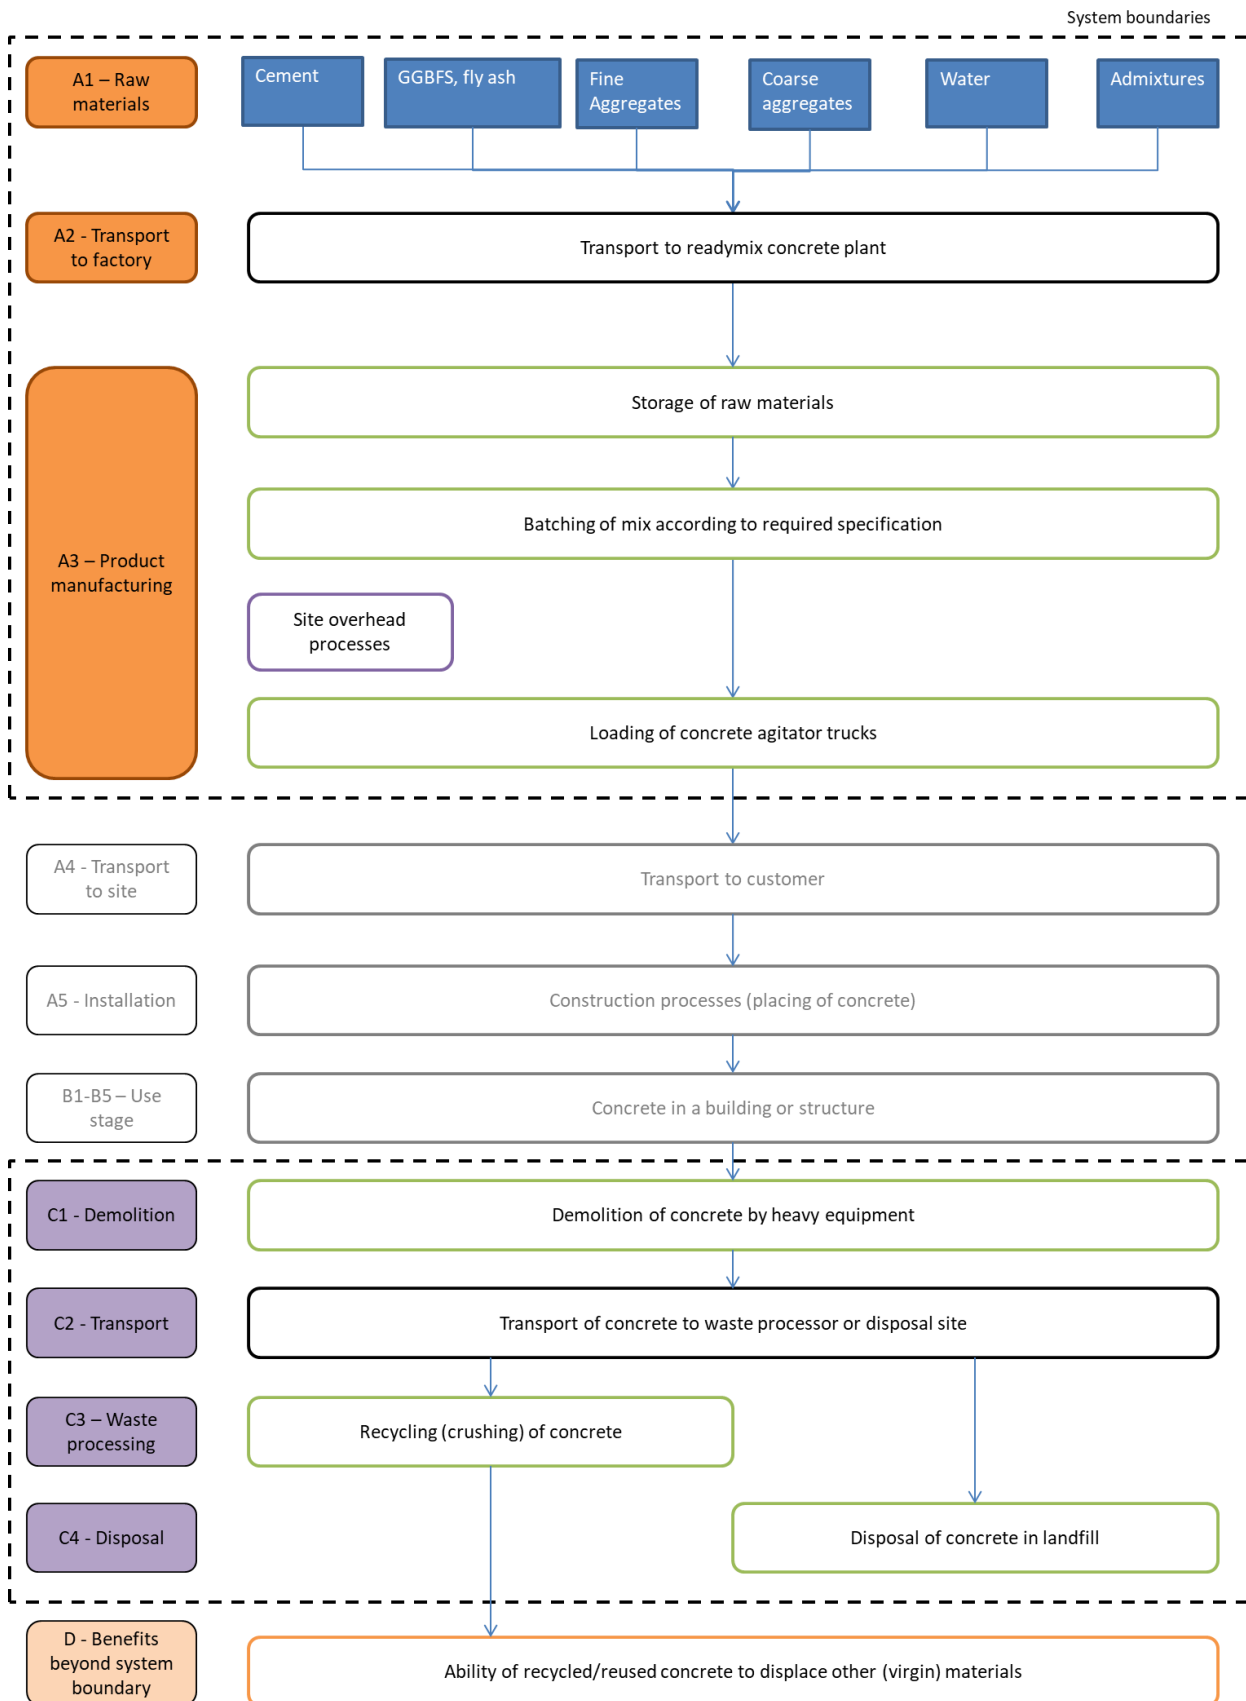 System boundaries
A1 – Raw
materials
Cement
GGBFS, fly ash
Fine
Aggregates
Coarse
aggregates
Water
Admixtures
A2 - Transport
to factory
Transport to readymix concrete plant
Storage of raw materials
Batching of mix according to required specification
A3 – Product
manufacturing
Site overhead
processes
Loading of concrete agitator trucks
A4 - Transport
to site
Transport to customer
A5 - Installation
Construction processes (placing of concrete)
B1-B5 – Use
stage
Concrete in a building or structure
C1 - Demolition
Demolition of concrete by heavy equipment
C2 - Transport
Transport of concrete to waste processor or disposal site
C3 – Waste
processing
Recycling (crushing) of concrete
C4 - Disposal
Disposal of concrete in landfill
D - Benefits
beyond system
boundary
Ability of recycled/reused concrete to displace other (virgin) materials